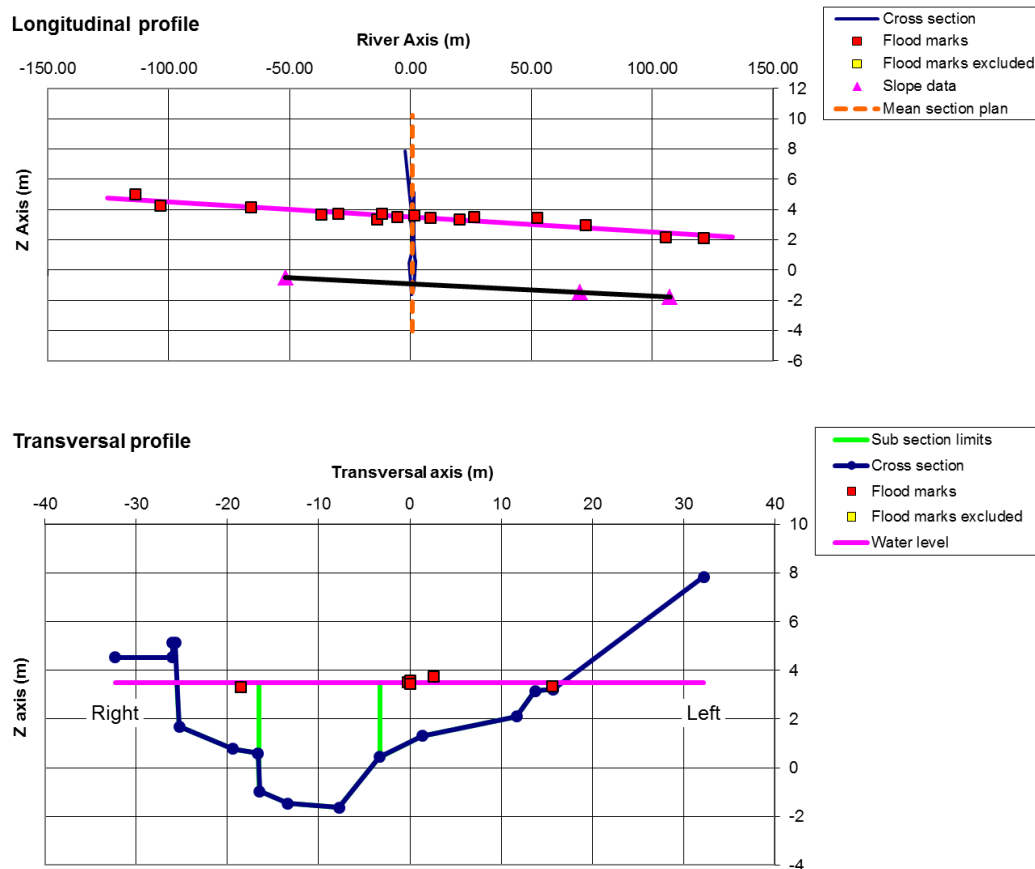 Longitudinal profile
River Axis (m)
-150.00 -100.00 -50.00 0.00 50.00 100.00 150.00
Z Axis (m)
12
10
8
6
4
2
0
-2
-4
-6
Cross section
Flood marks
Flood marks excluded
Slope data
Mean section plan
Transversal profile
Transversal axis (m)
-40 -30 -20 -10 0 10 20 30 40
Z axis (m)
10
8
6
4
2
0
-2
-4
Right
Left
Sub section limits
Cross section
Flood marks
Flood marks excluded
Water level